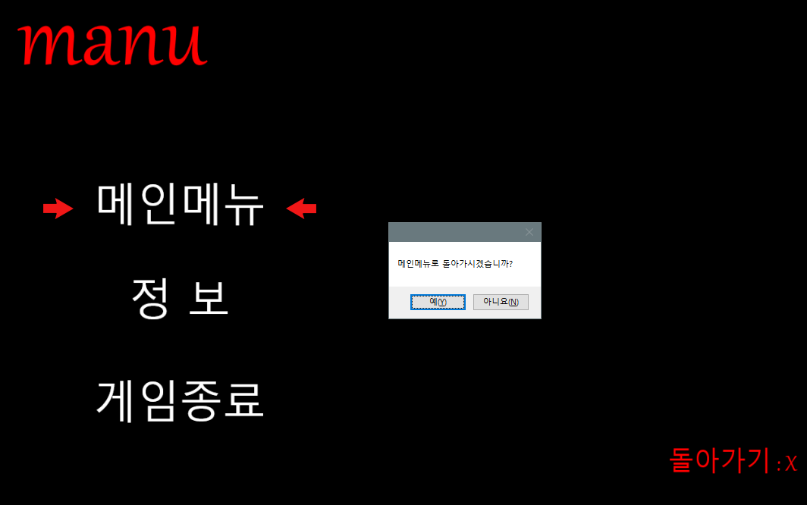 manu
메인메뉴
정 보
게임종료
메인메뉴로 돌아가시겠습니까?
예(Y)
아니요(N)
돌아가기 : X